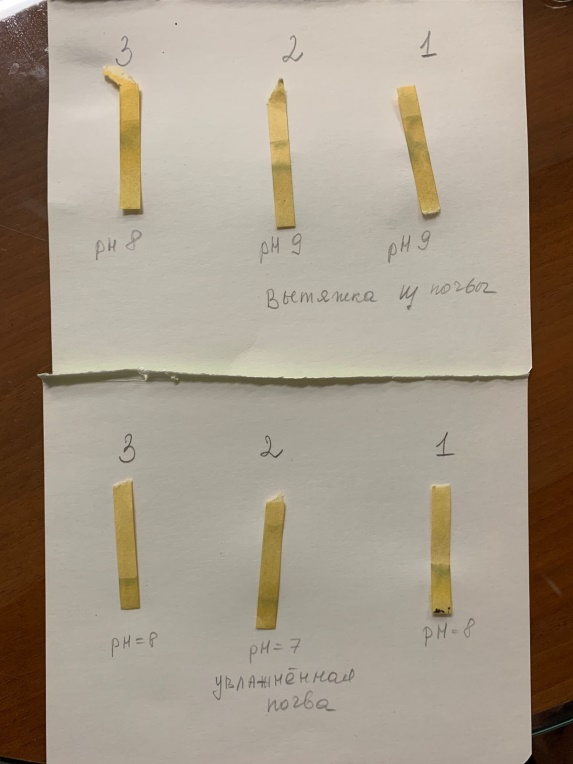 3 2 1
pH 8 pH 9 pH 9
Вытяжка из почвы
3 2 1
pH=8 pH=7 pH=8
увлажнённая
почва